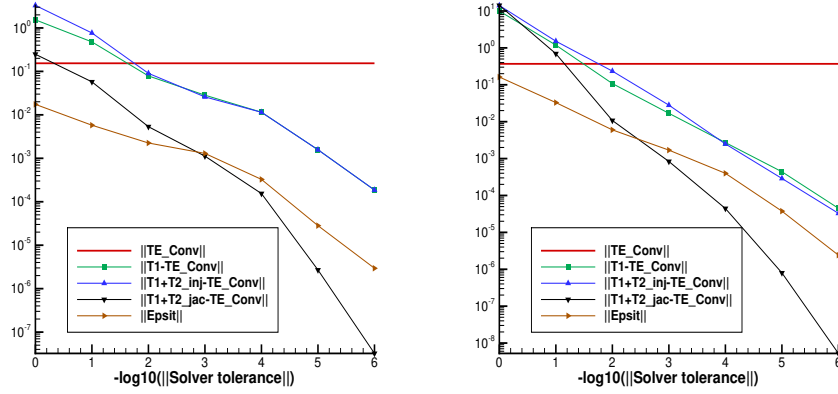 10^0
10^-1
10^-2
10^-3
10^-4
10^-5
10^-6
10^-7
||TE_Conv||
||T1-TE_Conv||
||T1+T2_inj-TE_Conv||
||T1+T2_jac-TE_Conv||
||Epsit||
0 1 2 3 4 5 6
-log10(||Solver tolerance||)
10^1
10^0
10^-1
10^-2
10^-3
10^-4
10^-5
10^-6
10^-7
10^-8
||TE_Conv||
||T1-TE_Conv||
||T1+T2_inj-TE_Conv||
||T1+T2_jac-TE_Conv||
||Epsit||
0 1 2 3 4 5 6
-log10(||Solver tolerance||)